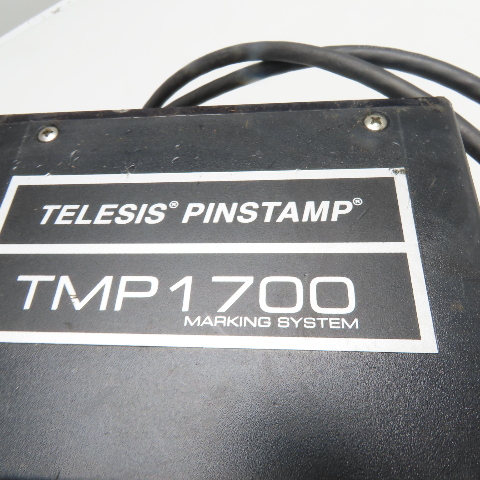 TELESIS® PINSTAMP®
TMP1700
MARKING SYSTEM